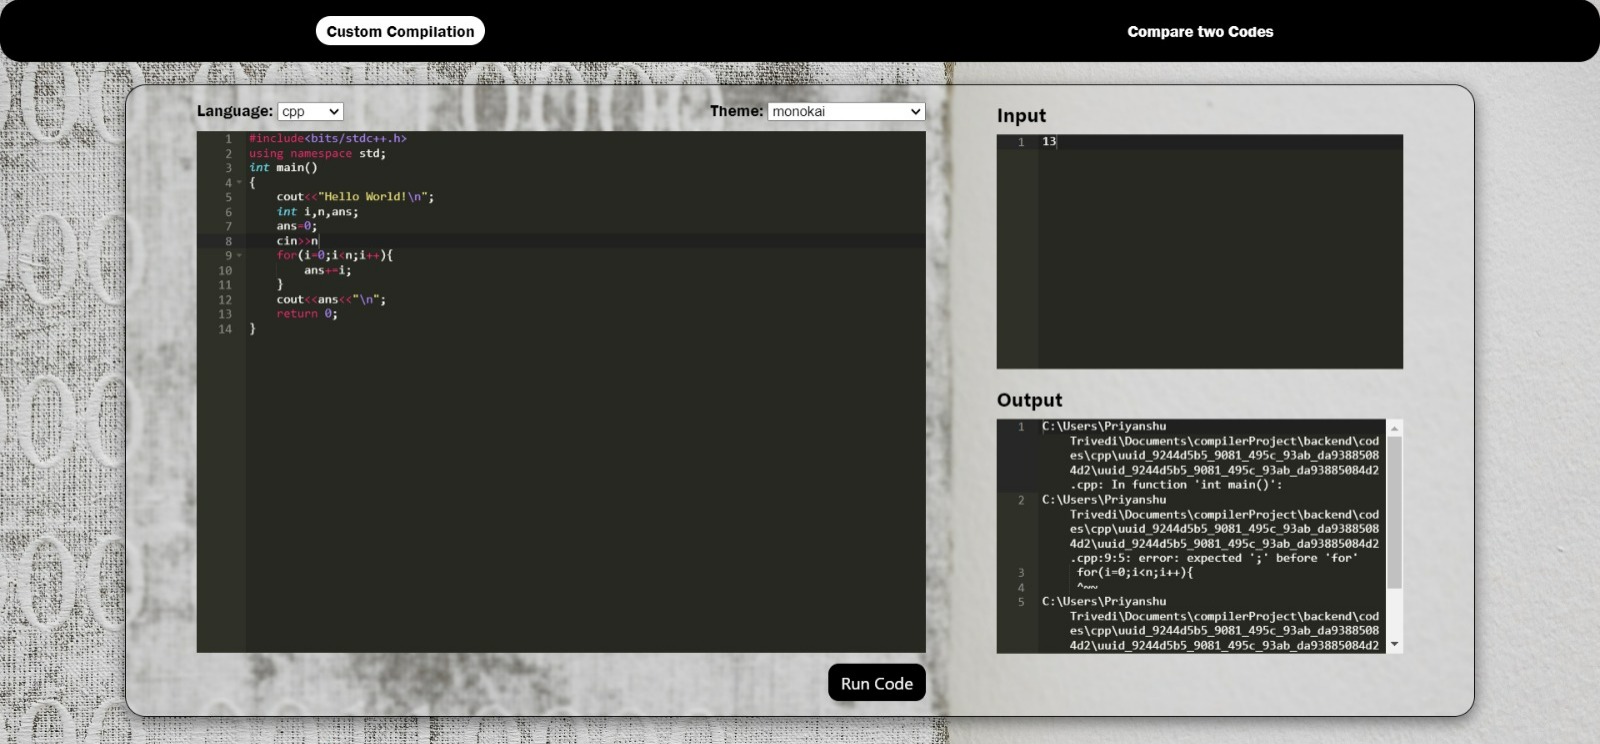 Custom Compilation
Compare two Codes
Language: cpp
Theme: monokai
1 #include<bits/stdc++.h>
2 using namespace std;
3 int main()
4 {
5 cout<<"Hello World!\n";
6 int i,n,ans;
7 ans=0;
8 cin>>n
9 for(i=0;i<n;i++){
10 ans+=i;
11 }
12 cout<<ans<<"\n";
13 return 0;
14 }
Run Code
Input
1 13
Output
1 C:\Users\Priyanshu
Trivedi\Documents\compilerProject\backend\cod
es\cpp\uuid_9244d5b5_9081_495c_93ab_da9388508
4d2\uuid_9244d5b5_9081_495c_93ab_da93885084d2
.cpp: In function 'int main()':
2 C:\Users\Priyanshu
Trivedi\Documents\compilerProject\backend\cod
es\cpp\uuid_9244d5b5_9081_495c_93ab_da9388508
4d2\uuid_9244d5b5_9081_495c_93ab_da93885084d2
.cpp:9:5: error: expected ';' before 'for'
3 for(i=0;i<n;i++){
4 ^~~
5 C:\Users\Priyanshu
Trivedi\Documents\compilerProject\backend\cod
es\cpp\uuid_9244d5b5_9081_495c_93ab_da9388508
4d2\uuid_9244d5b5_9081_495c_93ab_da93885084d2